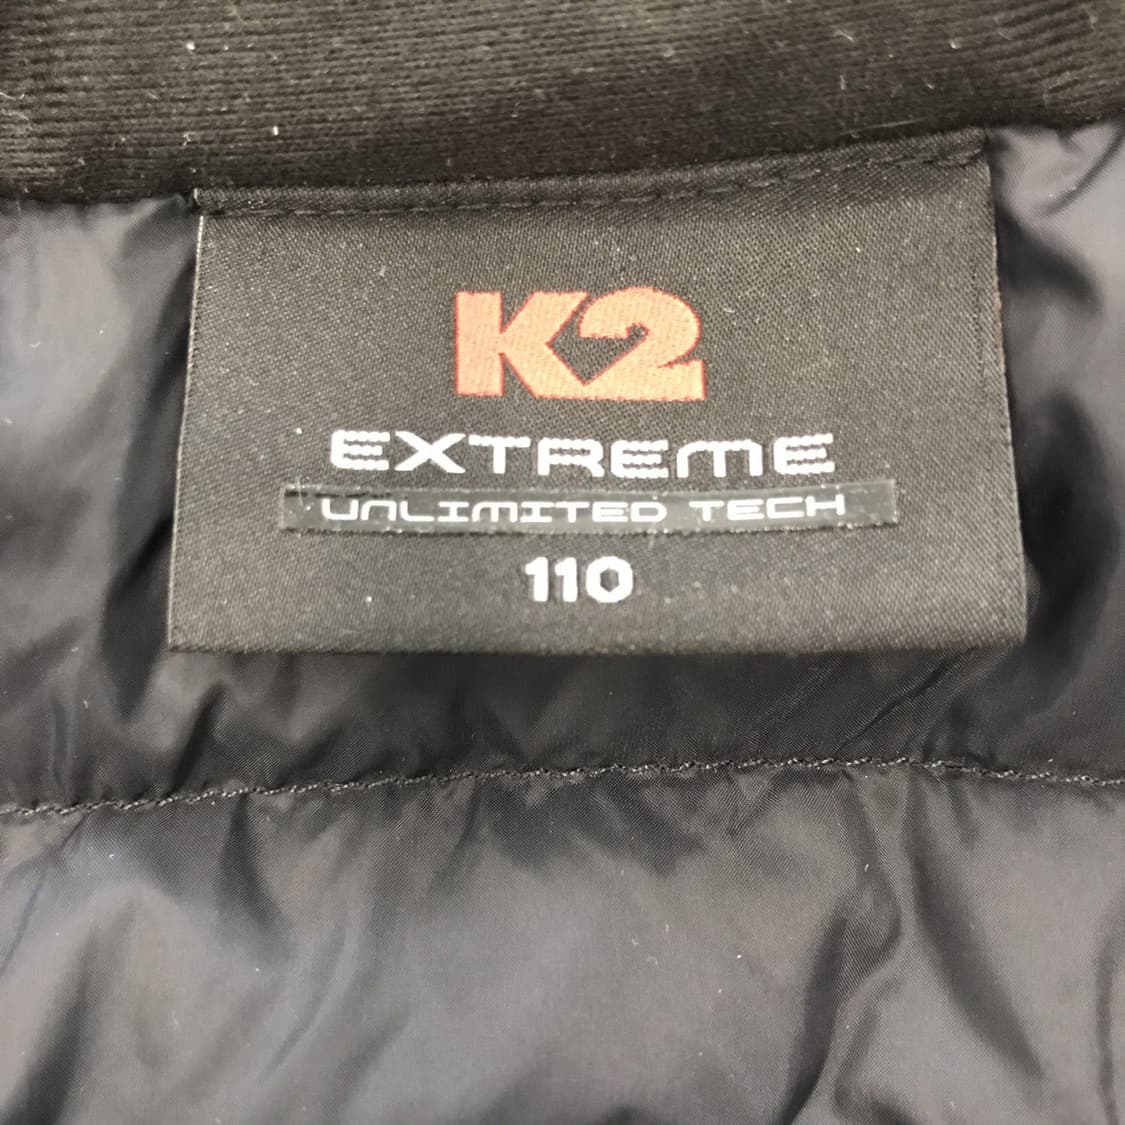 K2
EXTREME
UNLIMITED TECH
110